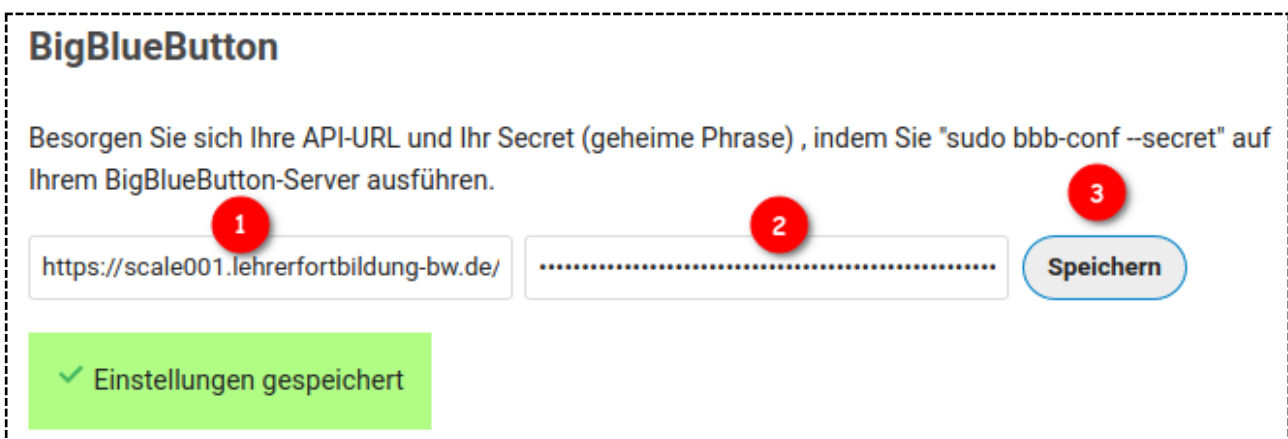 BigBlueButton
Besorgen Sie sich Ihre API-URL und Ihr Secret (geheime Phrase) , indem Sie "sudo bbb-conf --secret" auf
Ihrem BigBlueButton-Server ausführen.
1 2 3
https://scale001.lehrerfortbildung-bw.de/ ······················································· Speichern
✓ Einstellungen gespeichert